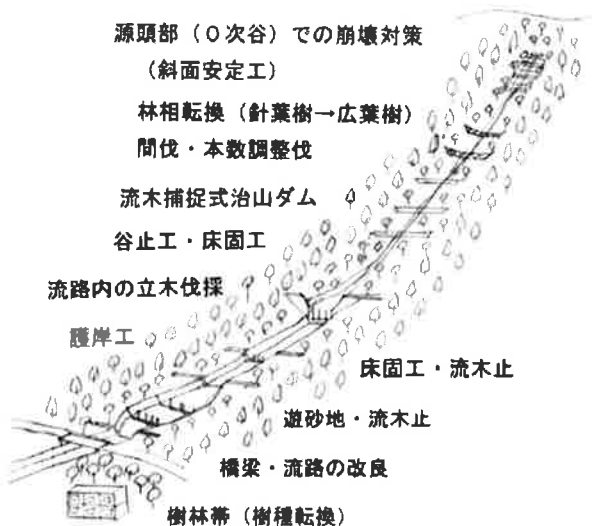 源頭部（０次谷）での崩壊対策
（斜面安定工）
林相転換（針葉樹→広葉樹）
間伐・本数調整伐
流木捕捉式治山ダム
谷止工・床固工
流路内の立木伐採
護岸工
床固工・流木止
遊砂地・流木止
橋梁・流路の改良
樹林帯（樹種転換）